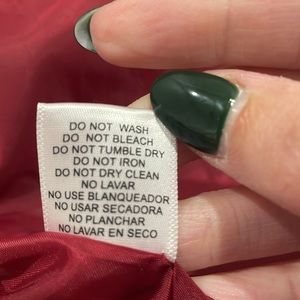 DO NOT WASH
DO NOT BLEACH
DO NOT TUMBLE DRY
DO NOT IRON
DO NOT DRY CLEAN
NO LAVAR
NO USE BLANQUEADOR
NO USAR SECADORA
NO PLANCHAR
NO LAVAR EN SECO